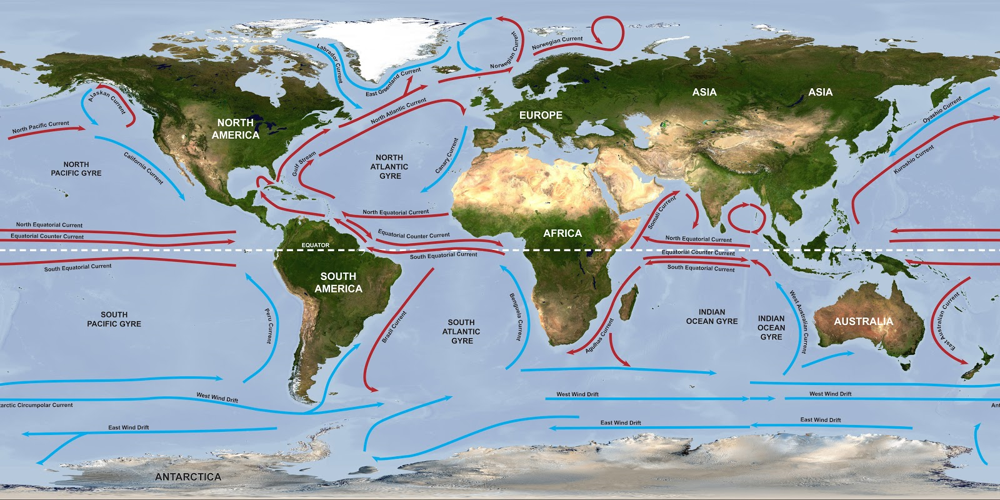 Labrador Current
East Greenland Current
Norwegian Current
Norwegian Current
Alaskan Current
North Pacific Current
California Current
NORTH
PACIFIC GYRE
NORTH
AMERICA
North Atlantic Current
Gulf Stream
NORTH
ATLANTIC
GYRE
Canary Current
EUROPE
ASIA
ASIA
Oyashio Current
Kuroshio Current
North Equatorial Current
Equatorial Counter Current
South Equatorial Current
North Equatorial Current
Equatorial Counter Current
South Equatorial Current
EQUATOR
AFRICA
Somali Current
North Equatorial Current
Equatorial Counter Current
South Equatorial Current
SOUTH
AMERICA
SOUTH
PACIFIC GYRE
Peru Current
Brazil Current
SOUTH
ATLANTIC
GYRE
Benguela Current
Agulhas Current
INDIAN
OCEAN GYRE
INDIAN
OCEAN
GYRE
West Australian Current
AUSTRALIA
East Australian Current
West Wind Drift
West Wind Drift
West Wind Drift
arctic Circumpolar Current
Ant
East Wind Drift
East Wind Drift
East Wind Drift
ANTARCTICA